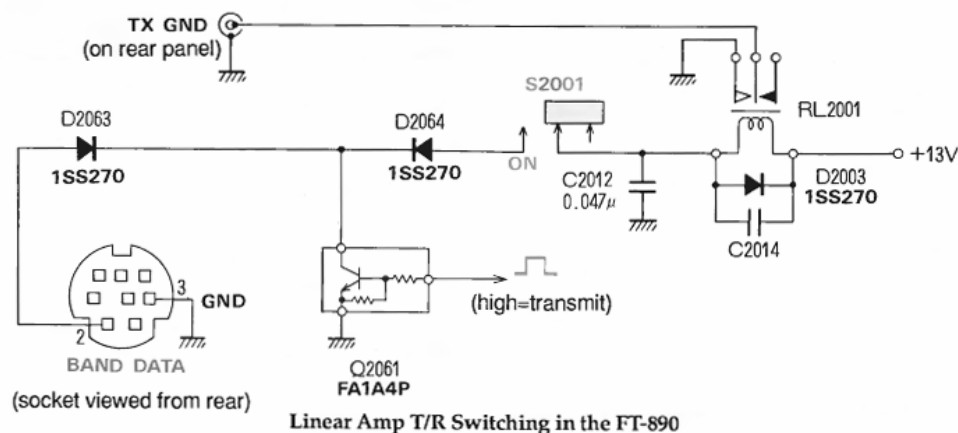 TX GND
(on rear panel)
S2001
RL2001
D2063
1SS270
D2064
1SS270
ON
+13V
C2012
0.047µ
D2003
1SS270
C2014
3
GND
2
BAND DATA
(socket viewed from rear)
(high=transmit)
Q2061
FA1A4P
Linear Amp T/R Switching in the FT-890